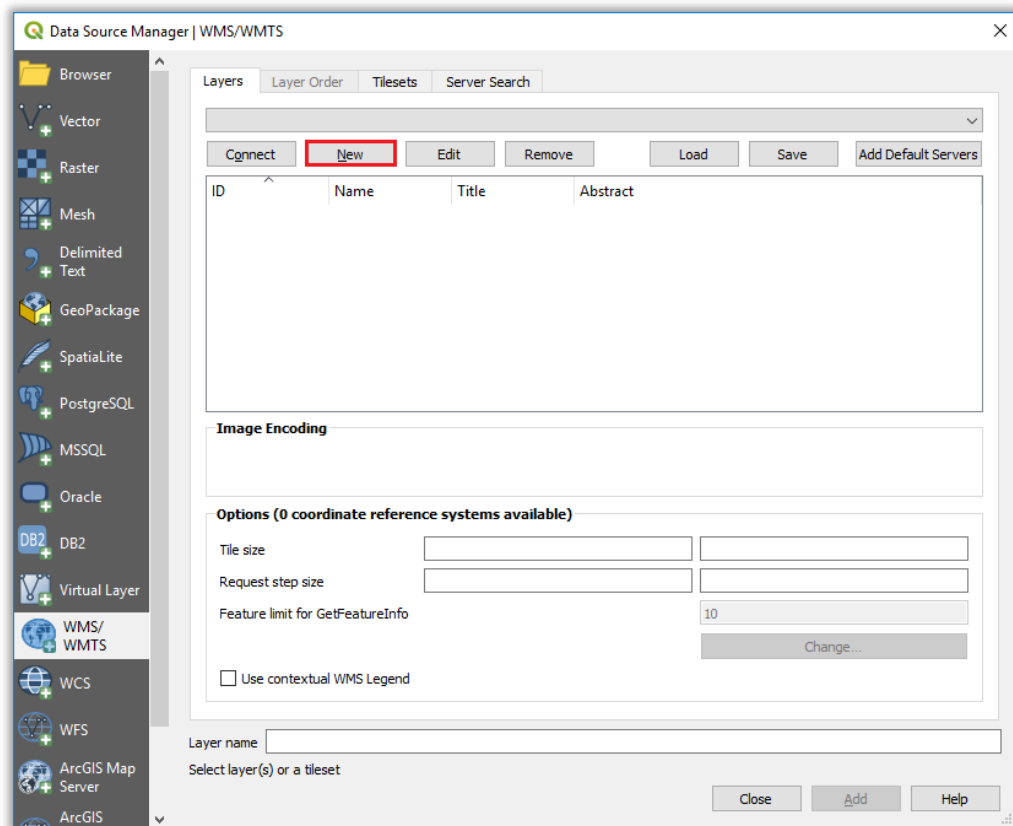 Data Source Manager | WMS/WMTS
Browser
Vector
Raster
Mesh
Delimited
Text
GeoPackage
SpatiaLite
PostgreSQL
MSSQL
Oracle
DB2
DB2
Virtual Layer
WMS/
WMTS
WCS
WFS
ArcGIS Map
Server
ArcGIS
Layers Layer Order Tilesets Server Search
Connect New Edit Remove Load Save Add Default Servers
ID Name Title Abstract
Image Encoding
Options (0 coordinate reference systems available)
Tile size
Request step size
Feature limit for GetFeatureInfo 10
Change...
Use contextual WMS Legend
Layer name
Select layer(s) or a tileset
Close Add Help